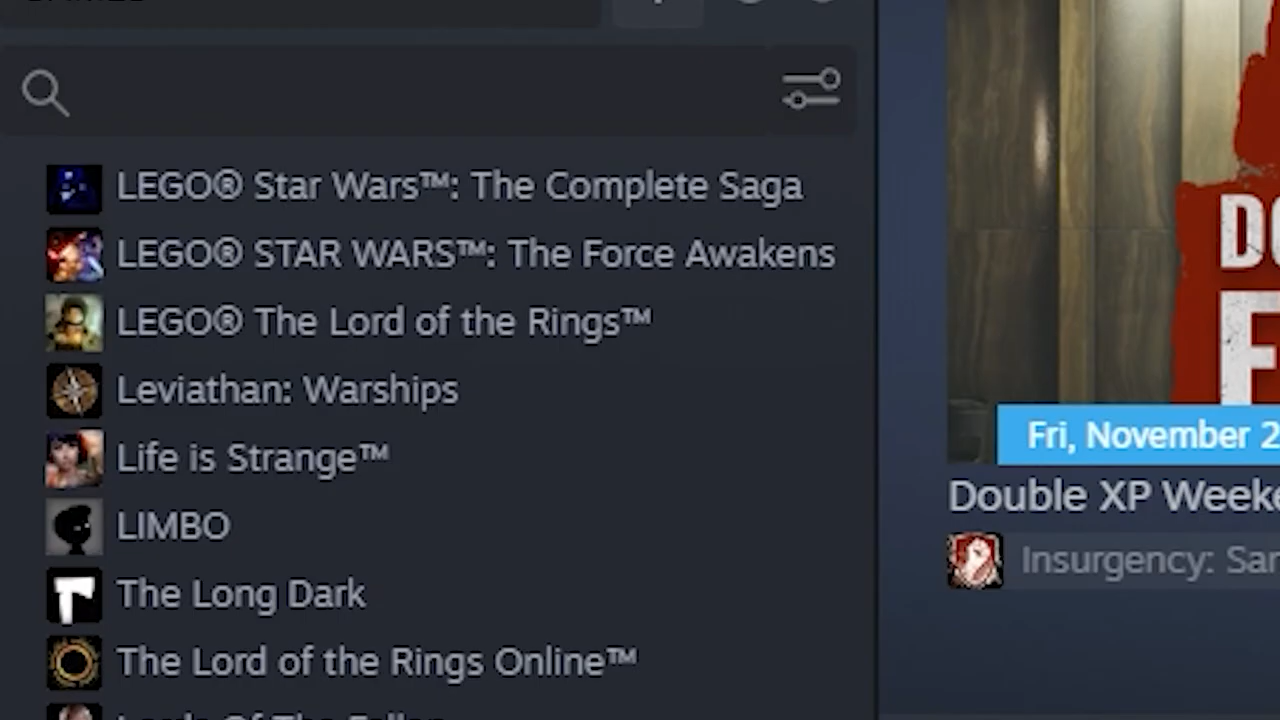 LEGO® Star Wars™: The Complete Saga
LEGO® STAR WARS™: The Force Awakens
LEGO® The Lord of the Rings™
Leviathan: Warships
Life is Strange™
LIMBO
The Long Dark
The Lord of the Rings Online™
Fri, November 2
Double XP Weeke
Insurgency: San